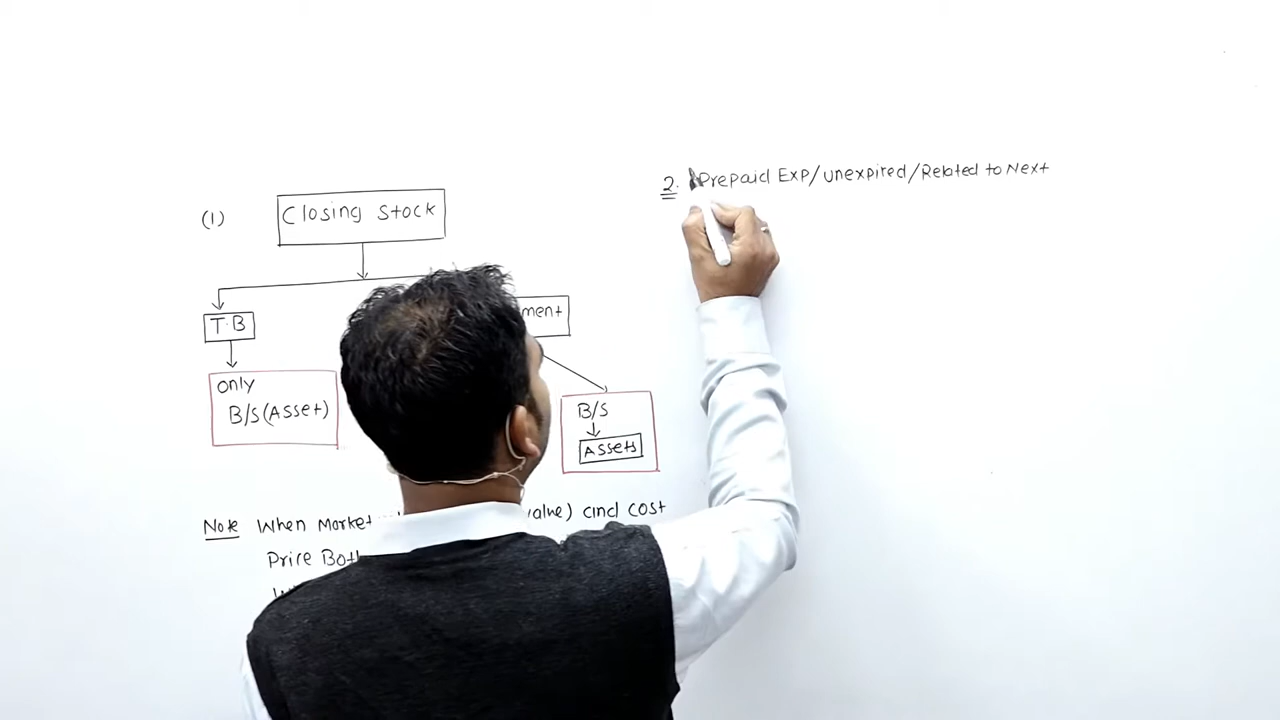 (1) Closing Stock
T.B
ment
only
B/S(Asset)
B/S
Assets
Note When Market value) and cost
Price Both
2. Prepaid Exp/unexpired/Related to Next